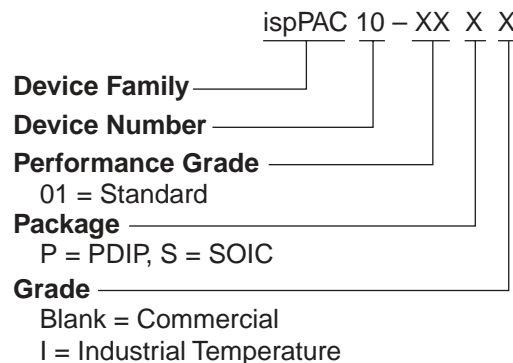 ispPAC 10 – XX X X
Device Family
Device Number
Performance Grade
01 = Standard
Package
P = PDIP, S = SOIC
Grade
Blank = Commercial
I = Industrial Temperature